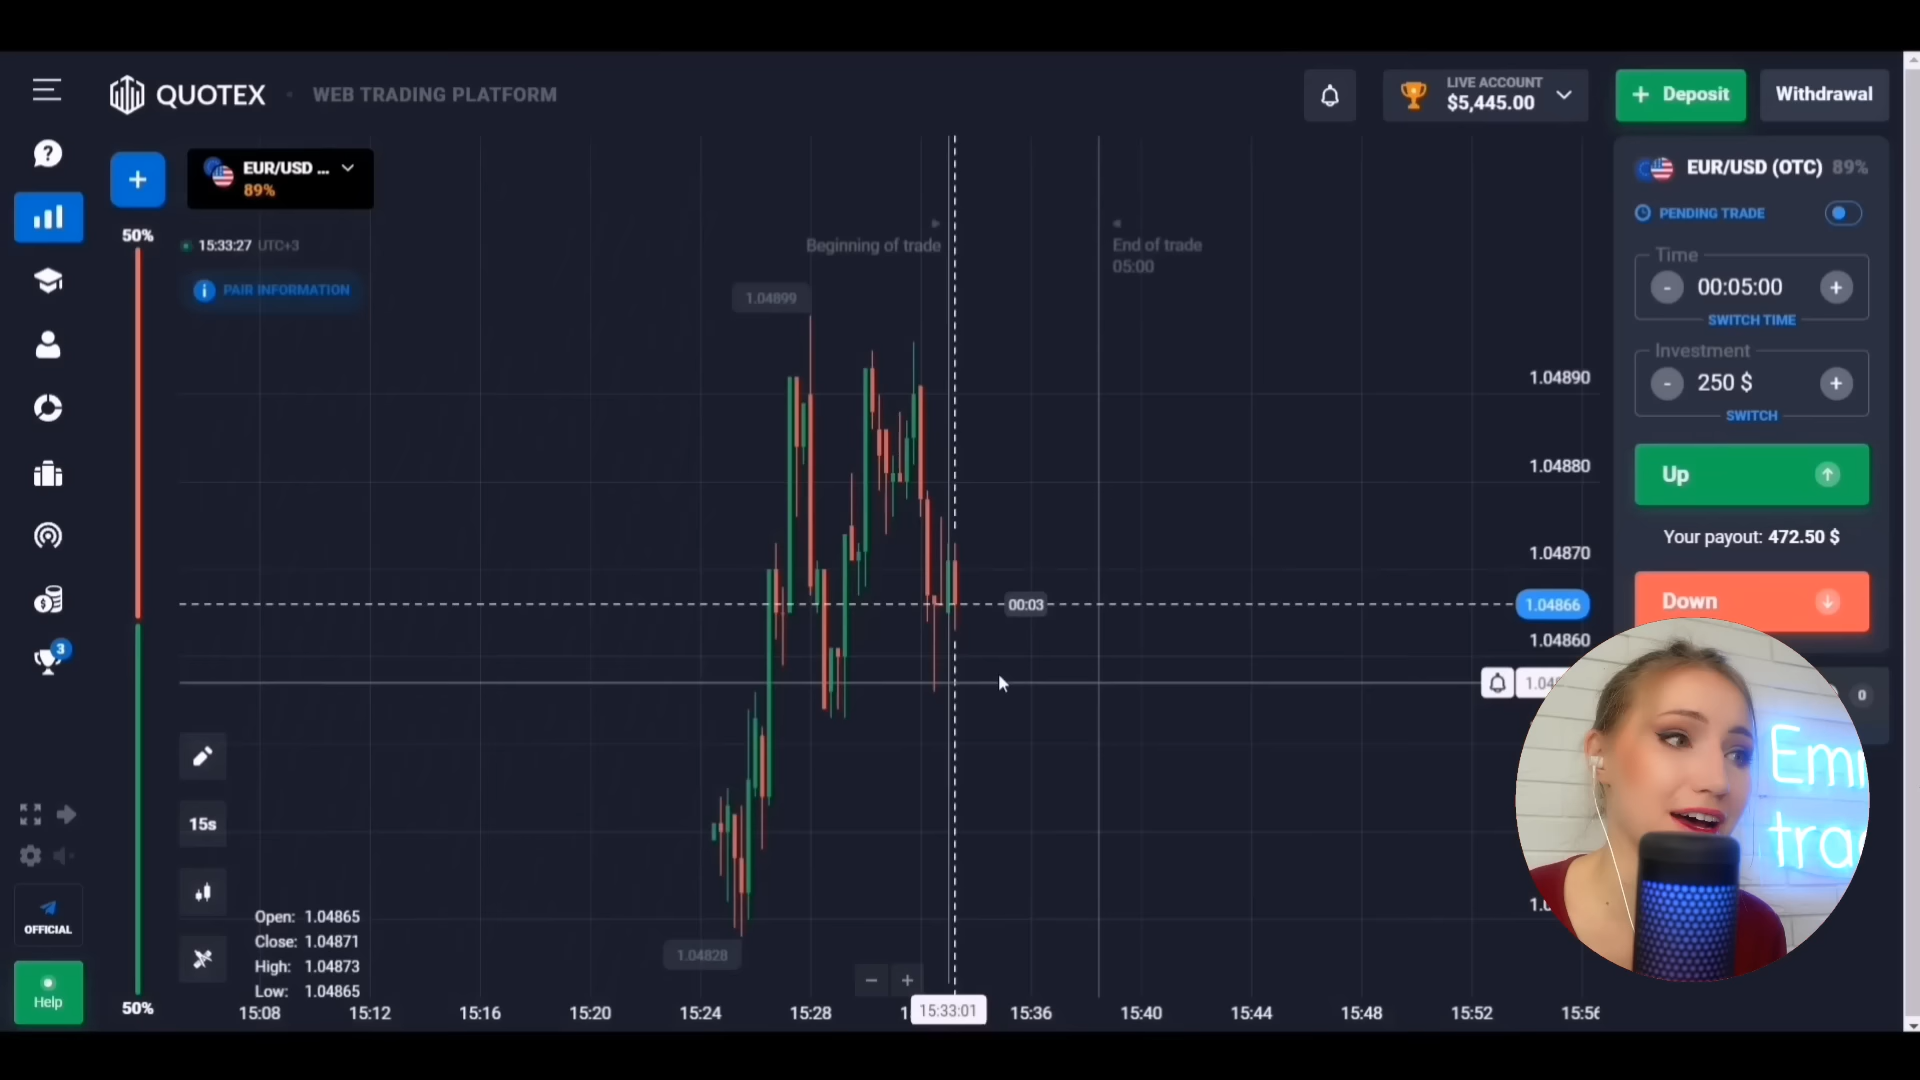 QUOTEX
WEB TRADING PLATFORM
LIVE ACCOUNT
$5,445.00
+ Deposit
Withdrawal
?
+
EUR/USD ...
89%
50%
15:33:27 UTC+3
i PAIR INFORMATION
Beginning of trade
End of trade
05:00
1.04899
EUR/USD (OTC) 89%
PENDING TRADE
Time
- 00:05:00 +
SWITCH TIME
Investment
- 250 $ +
SWITCH
Up
Your payout: 472.50 $
Down
0
1.04890
1.04880
1.04870
00:03
1.04866
1.04860
3
15s
OFFICIAL
Help
Open: 1.04865
Close: 1.04871
High: 1.04873
Low: 1.04865
1.04828
- +
50%
15:08
15:12
15:16
15:20
15:24
15:28
15:33:01
15:36
15:40
15:44
15:48
15:52